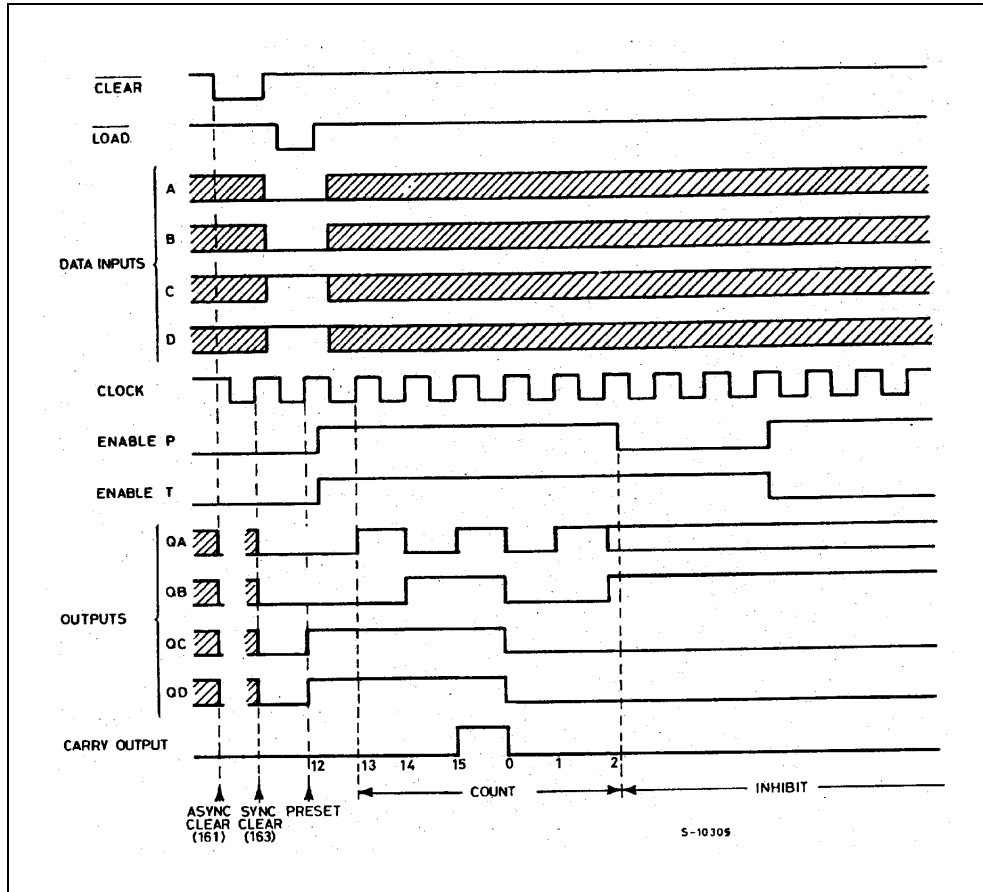 CLEAR
LOAD.
A
B
DATA INPUTS
C
D
CLOCK
ENABLE P
ENABLE T
QA
QB
OUTPUTS
QC
QD
CARRY OUTPUT
12 13 14 15 0 1 2
COUNT INHIBIT
ASYNC CLEAR (161)
SYNC CLEAR (163)
PRESET
S-10309